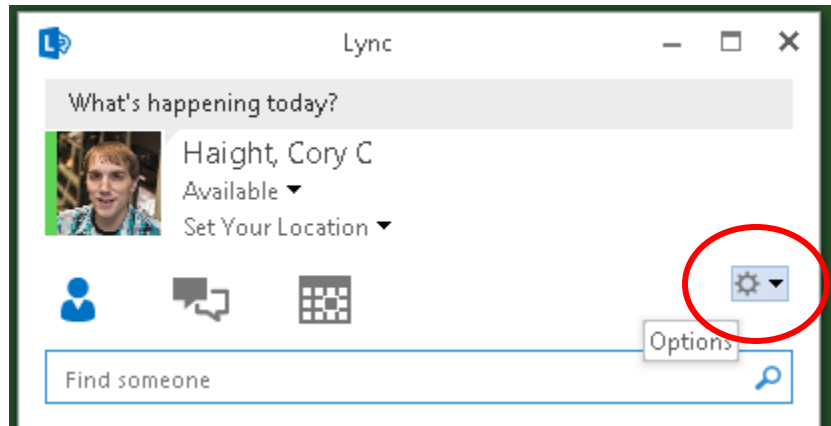 Lync
What's happening today?
Haight, Cory C
Available
Set Your Location
Options
Find someone